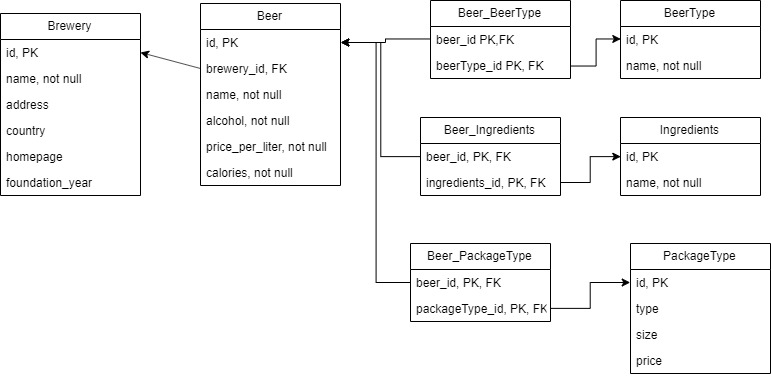 Brewery
id, PK
name, not null
address
country
homepage
foundation_year
Beer
id, PK
brewery_id, FK
name, not null
alcohol, not null
price_per_liter, not null
calories, not null
Beer_BeerType
beer_id PK,FK
beerType_id PK, FK
BeerType
id, PK
name, not null
Beer_Ingredients
beer_id, PK, FK
ingredients_id, PK, FK
Ingredients
id, PK
name, not null
Beer_PackageType
beer_id, PK, FK
packageType_id, PK, FK
PackageType
id, PK
type
size
price